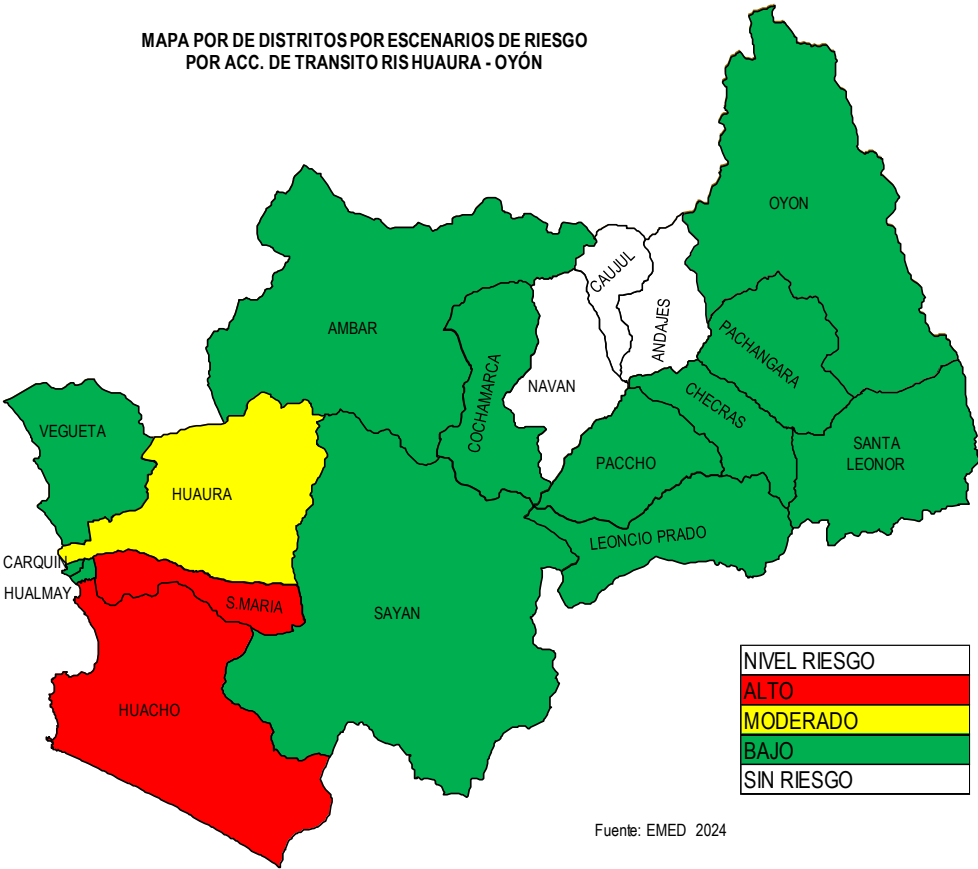 MAPA POR DE DISTRITOS POR ESCENARIOS DE RIESGO
POR ACC. DE TRANSITO RIS HUAURA - OYÓN
OYON
CAUJUL
ANDAJES
AMBAR
PACHANGARA
COCHAMARCA
NAVAN
CHECRAS
VEGUETA
SANTA
LEONOR
PACCHO
HUAURA
LEONCIO PRADO
CARQUIN
HUALMAY
S.MARIA
SAYAN
HUACHO
NIVEL RIESGO
ALTO
MODERADO
BAJO
SIN RIESGO
Fuente: EMED 2024